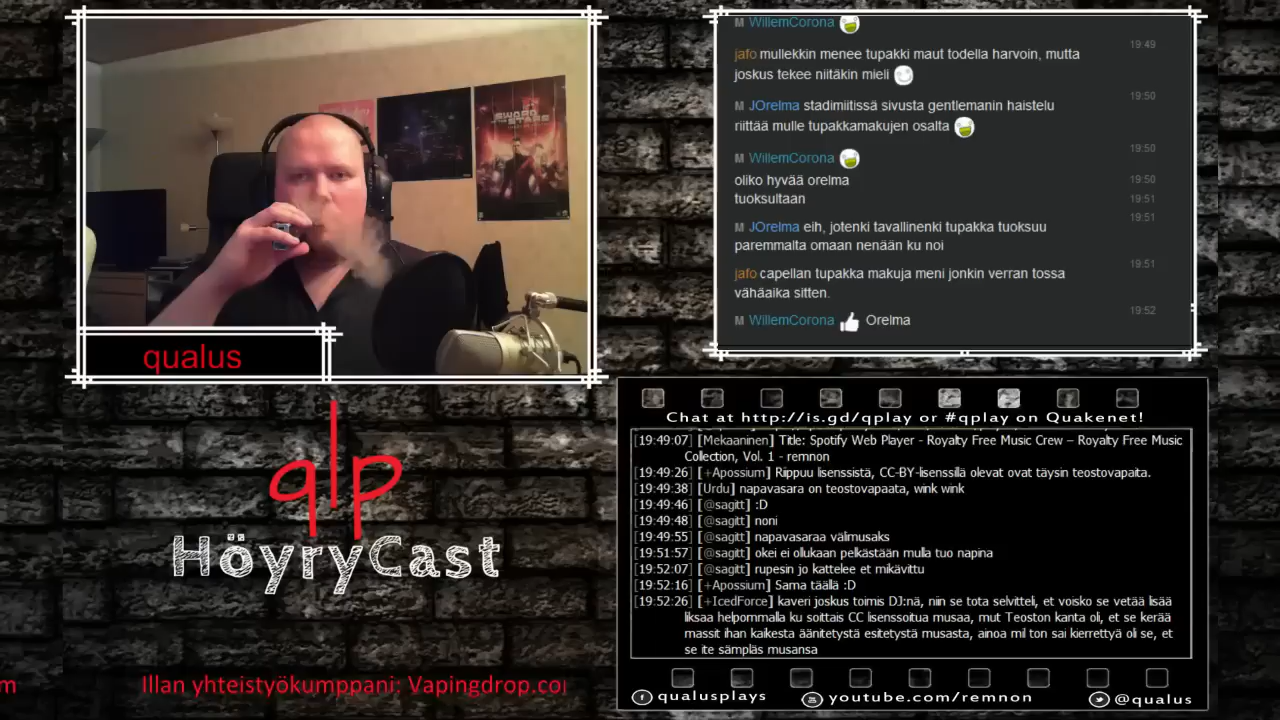 SWORD
OF THE
STARS
qualus
qlp
HöyryCast
m
Illan yhteistyökumppani: Vapingdrop.com
M WillemCorona
19:49
jafo mullekkin menee tupakki maut todella harvoin, mutta
joskus tekee niitäkin mieli
19:50
M JOrelma stadimiitissä sivusta gentlemanin haistelu
riittää mulle tupakkamakujen osalta
19:50
M WillemCorona
oliko hyvää orelma
19:50
tuoksultaan
19:51
19:51
M JOrelma eih, jotenki tavallinenki tupakka tuoksuu
paremmalta omaan nenään ku noi
19:51
jafo capellan tupakka makuja meni jonkin verran tossa
vähäaika sitten.
19:52
M WillemCorona Orelma
Chat at http://is.gd/qplay or #qplay on Quakenet!
[19:49:07] [Mekaaninen] Title: Spotify Web Player - Royalty Free Music Crew – Royalty Free Music
Collection, Vol. 1 - remnon
[19:49:26] [+Apossium] Riippuu lisenssistä, CC-BY-lisenssillä olevat ovat täysin teostovapaita.
[19:49:38] [Urdu] napavasara on teostovapaata, wink wink
[19:49:46] [@sagitt] :D
[19:49:48] [@sagitt] noni
[19:49:55] [@sagitt] napavasaraa välimusaks
[19:51:57] [@sagitt] okei ei ollukaan pelkästään mulla tuo napina
[19:52:07] [@sagitt] rupesin jo kattelee et mikävittu
[19:52:16] [+Apossium] Sama täällä :D
[19:52:26] [+IcedForce] kaveri joskus toimis DJ:nä, niin se tota selvitteli, et voisko se vetää lisää
liksaa helpommalla ku soittais CC lisenssoitua musaa, mut Teoston kanta oli, et se kerää
massit ihan kaikesta äänitetystä esitetystä musasta, ainoa mil ton sai kierrettyä oli se, et
se ite sämpläs musansa
qualusplays
youtube.com/remnon
@qualus